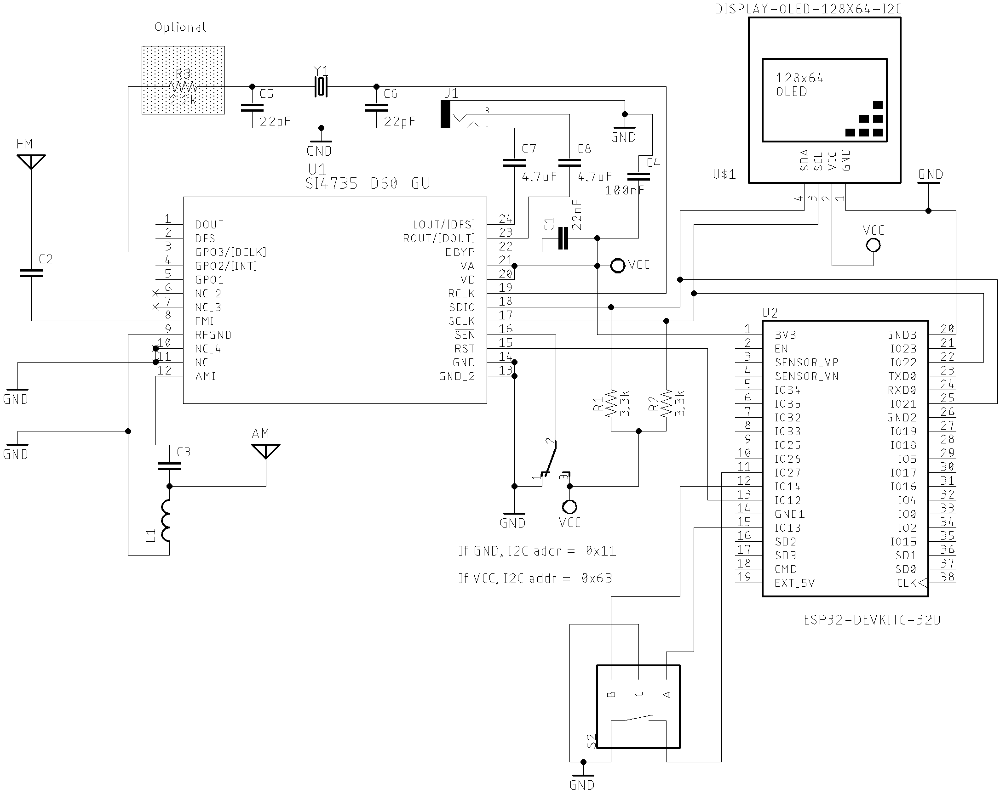 DISPLAY-OLED-128X64-I2C
Optional
R3
2,2k
Y1
C5
22pF
C6
22pF
GND
J1
R
L
GND
128x64
OLED
SDA
SCL
VCC
GND
4
3
2
1
U$1
GND
VCC
FM
C2
C7
4.7uF
C8
4.7uF
C4
100nF
C1
22nF
VCC
U1
SI4735-D60-GU
1 DOUT
2 DFS
3 GPO3/[DCLK]
4 GPO2/[INT]
5 GPO1
6 NC_2
7 NC_3
8 FMI
9 RFGND
10 NC_4
11 NC
12 AMI
LOUT/[DFS] 24
ROUT/[DOUT] 23
DBYP 22
VA 21
VD 20
RCLK 19
SDIO 18
SCLK 17
SEN 16
RST 15
GND 14
GND_2 13
GND
GND
AM
C3
L1
R1
3,3k
R2
3,3k
2
1
3
GND
VCC
If GND, I2C addr = 0x11
If VCC, I2C addr = 0x63
U2
1 3V3
2 EN
3 SENSOR_VP
4 SENSOR_VN
5 IO34
6 IO35
7 IO32
8 IO33
9 IO25
10 IO26
11 IO27
12 IO14
13 IO12
14 GND1
15 IO13
16 SD2
17 SD3
18 CMD
19 EXT_5V
GND3 20
IO23 21
IO22 22
TXD0 23
RXD0 24
IO21 25
GND2 26
IO19 27
IO18 28
IO5 29
IO17 30
IO16 31
IO4 32
IO0 33
IO2 34
IO15 35
SD1 36
SD0 37
CLK 38
ESP32-DEVKITC-32D
B
C
A
S2
GND